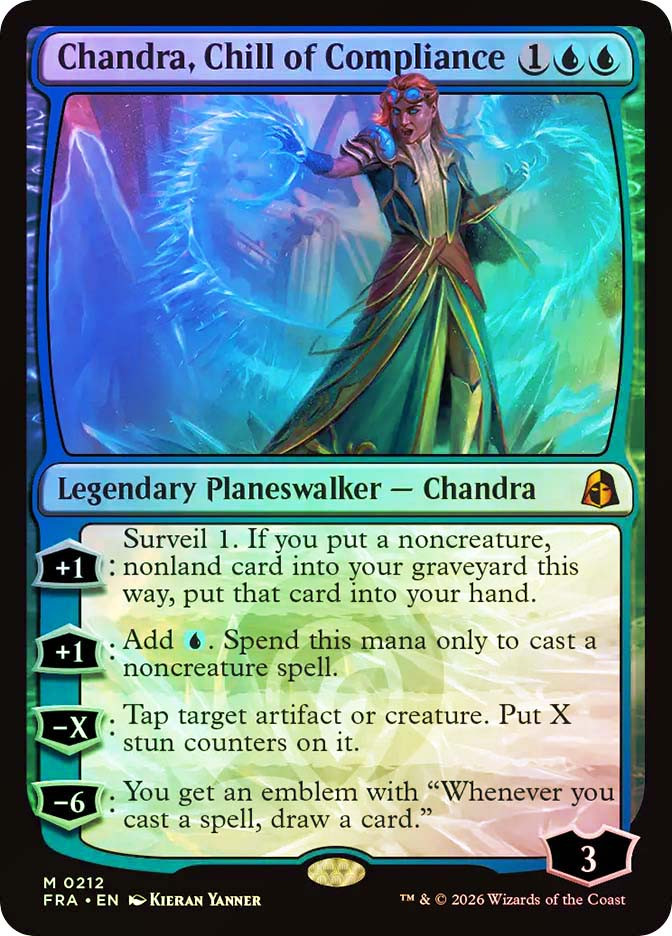 Chandra, Chill of Compliance 1
Legendary Planeswalker — Chandra
+1: Surveil 1. If you put a noncreature,
nonland card into your graveyard this
way, put that card into your hand.
+1: Add . Spend this mana only to cast a
noncreature spell.
−X: Tap target artifact or creature. Put X
stun counters on it.
−6: You get an emblem with “Whenever you
cast a spell, draw a card.”
3
M 0212
FRA • EN Kieran Yanner
™ & © 2026 Wizards of the Coast